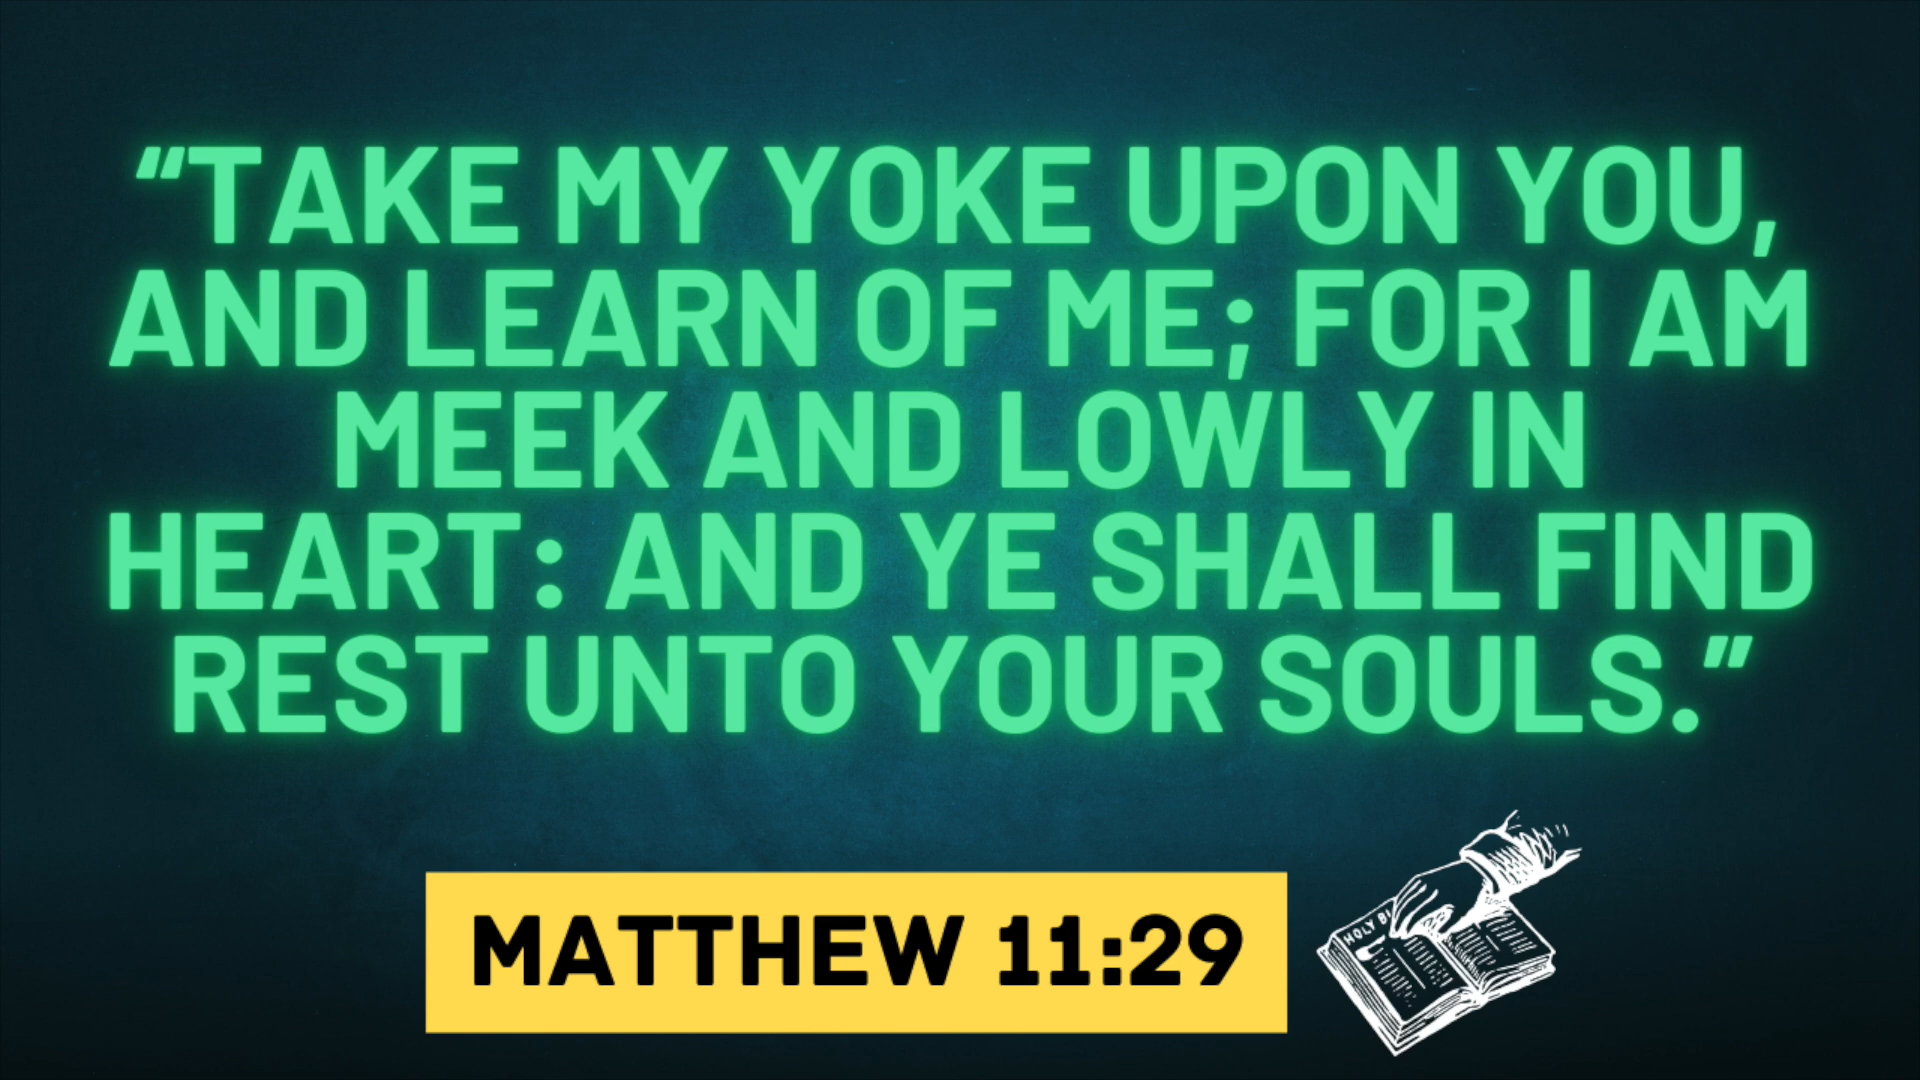 “TAKE MY YOKE UPON YOU,
AND LEARN OF ME; FOR I AM
MEEK AND LOWLY IN
HEART: AND YE SHALL FIND
REST UNTO YOUR SOULS.”
MATTHEW 11:29
HOLY